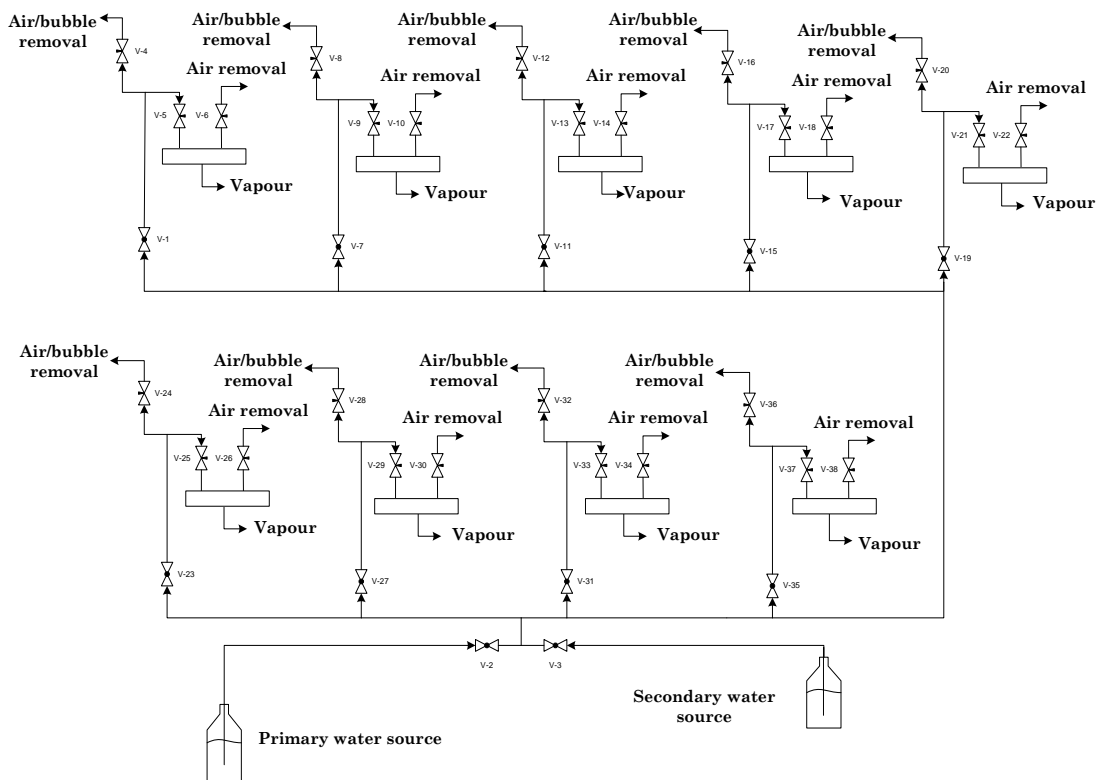 Air/bubble
removal
V-4
Air removal
V-5
V-6
Vapour
V-1
Air/bubble
removal
V-8
Air removal
V-9
V-10
Vapour
V-7
Air/bubble
removal
V-12
Air removal
V-13
V-14
Vapour
V-11
Air/bubble
removal
V-16
Air removal
V-17
V-18
Vapour
V-15
Air/bubble
removal
V-20
Air removal
V-21
V-22
Vapour
V-19
Air/bubble
removal
V-24
Air removal
V-25
V-26
Vapour
V-23
Air/bubble
removal
V-28
Air removal
V-29
V-30
Vapour
V-27
Air/bubble
removal
V-32
Air removal
V-33
V-34
Vapour
V-31
Air/bubble
removal
V-36
Air removal
V-37
V-38
Vapour
V-35
V-2
V-3
Primary water source
Secondary water
source